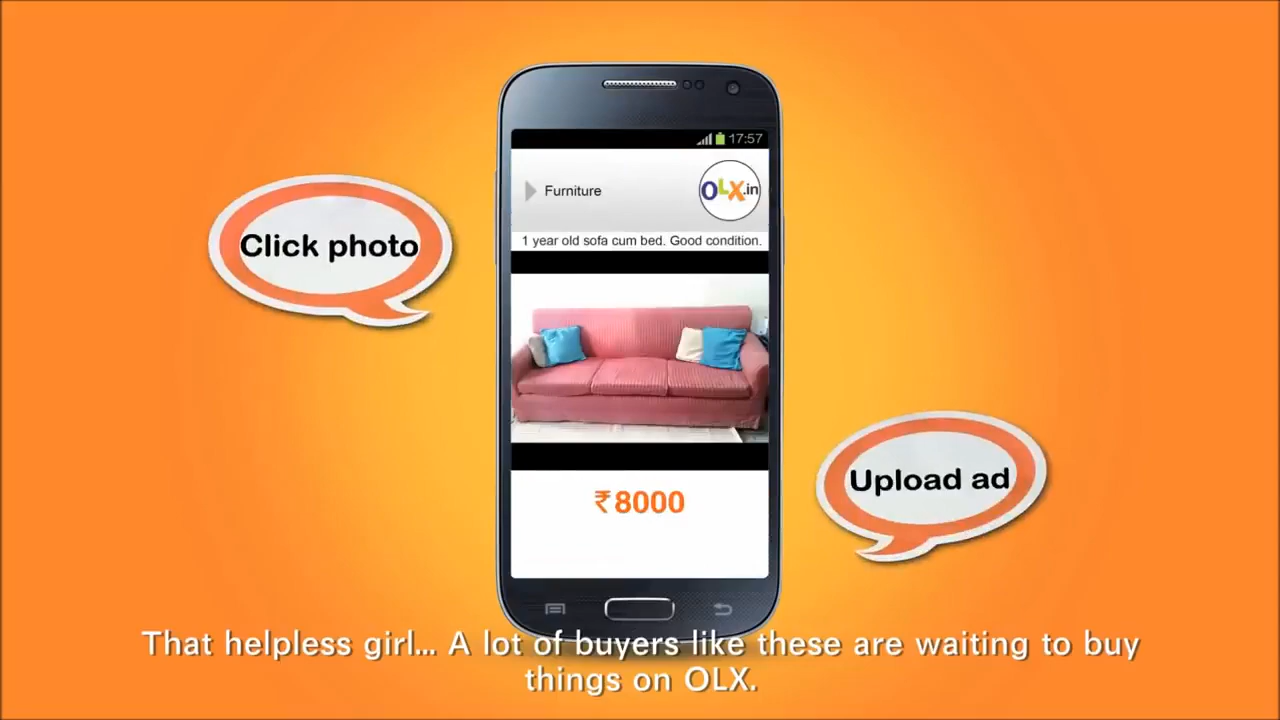 17:57
Furniture
OLX.in
1 year old sofa cum bed. Good condition.
Click photo
₹8000
Upload ad
That helpless girl... A lot of buyers like these are waiting to buy
things on OLX.